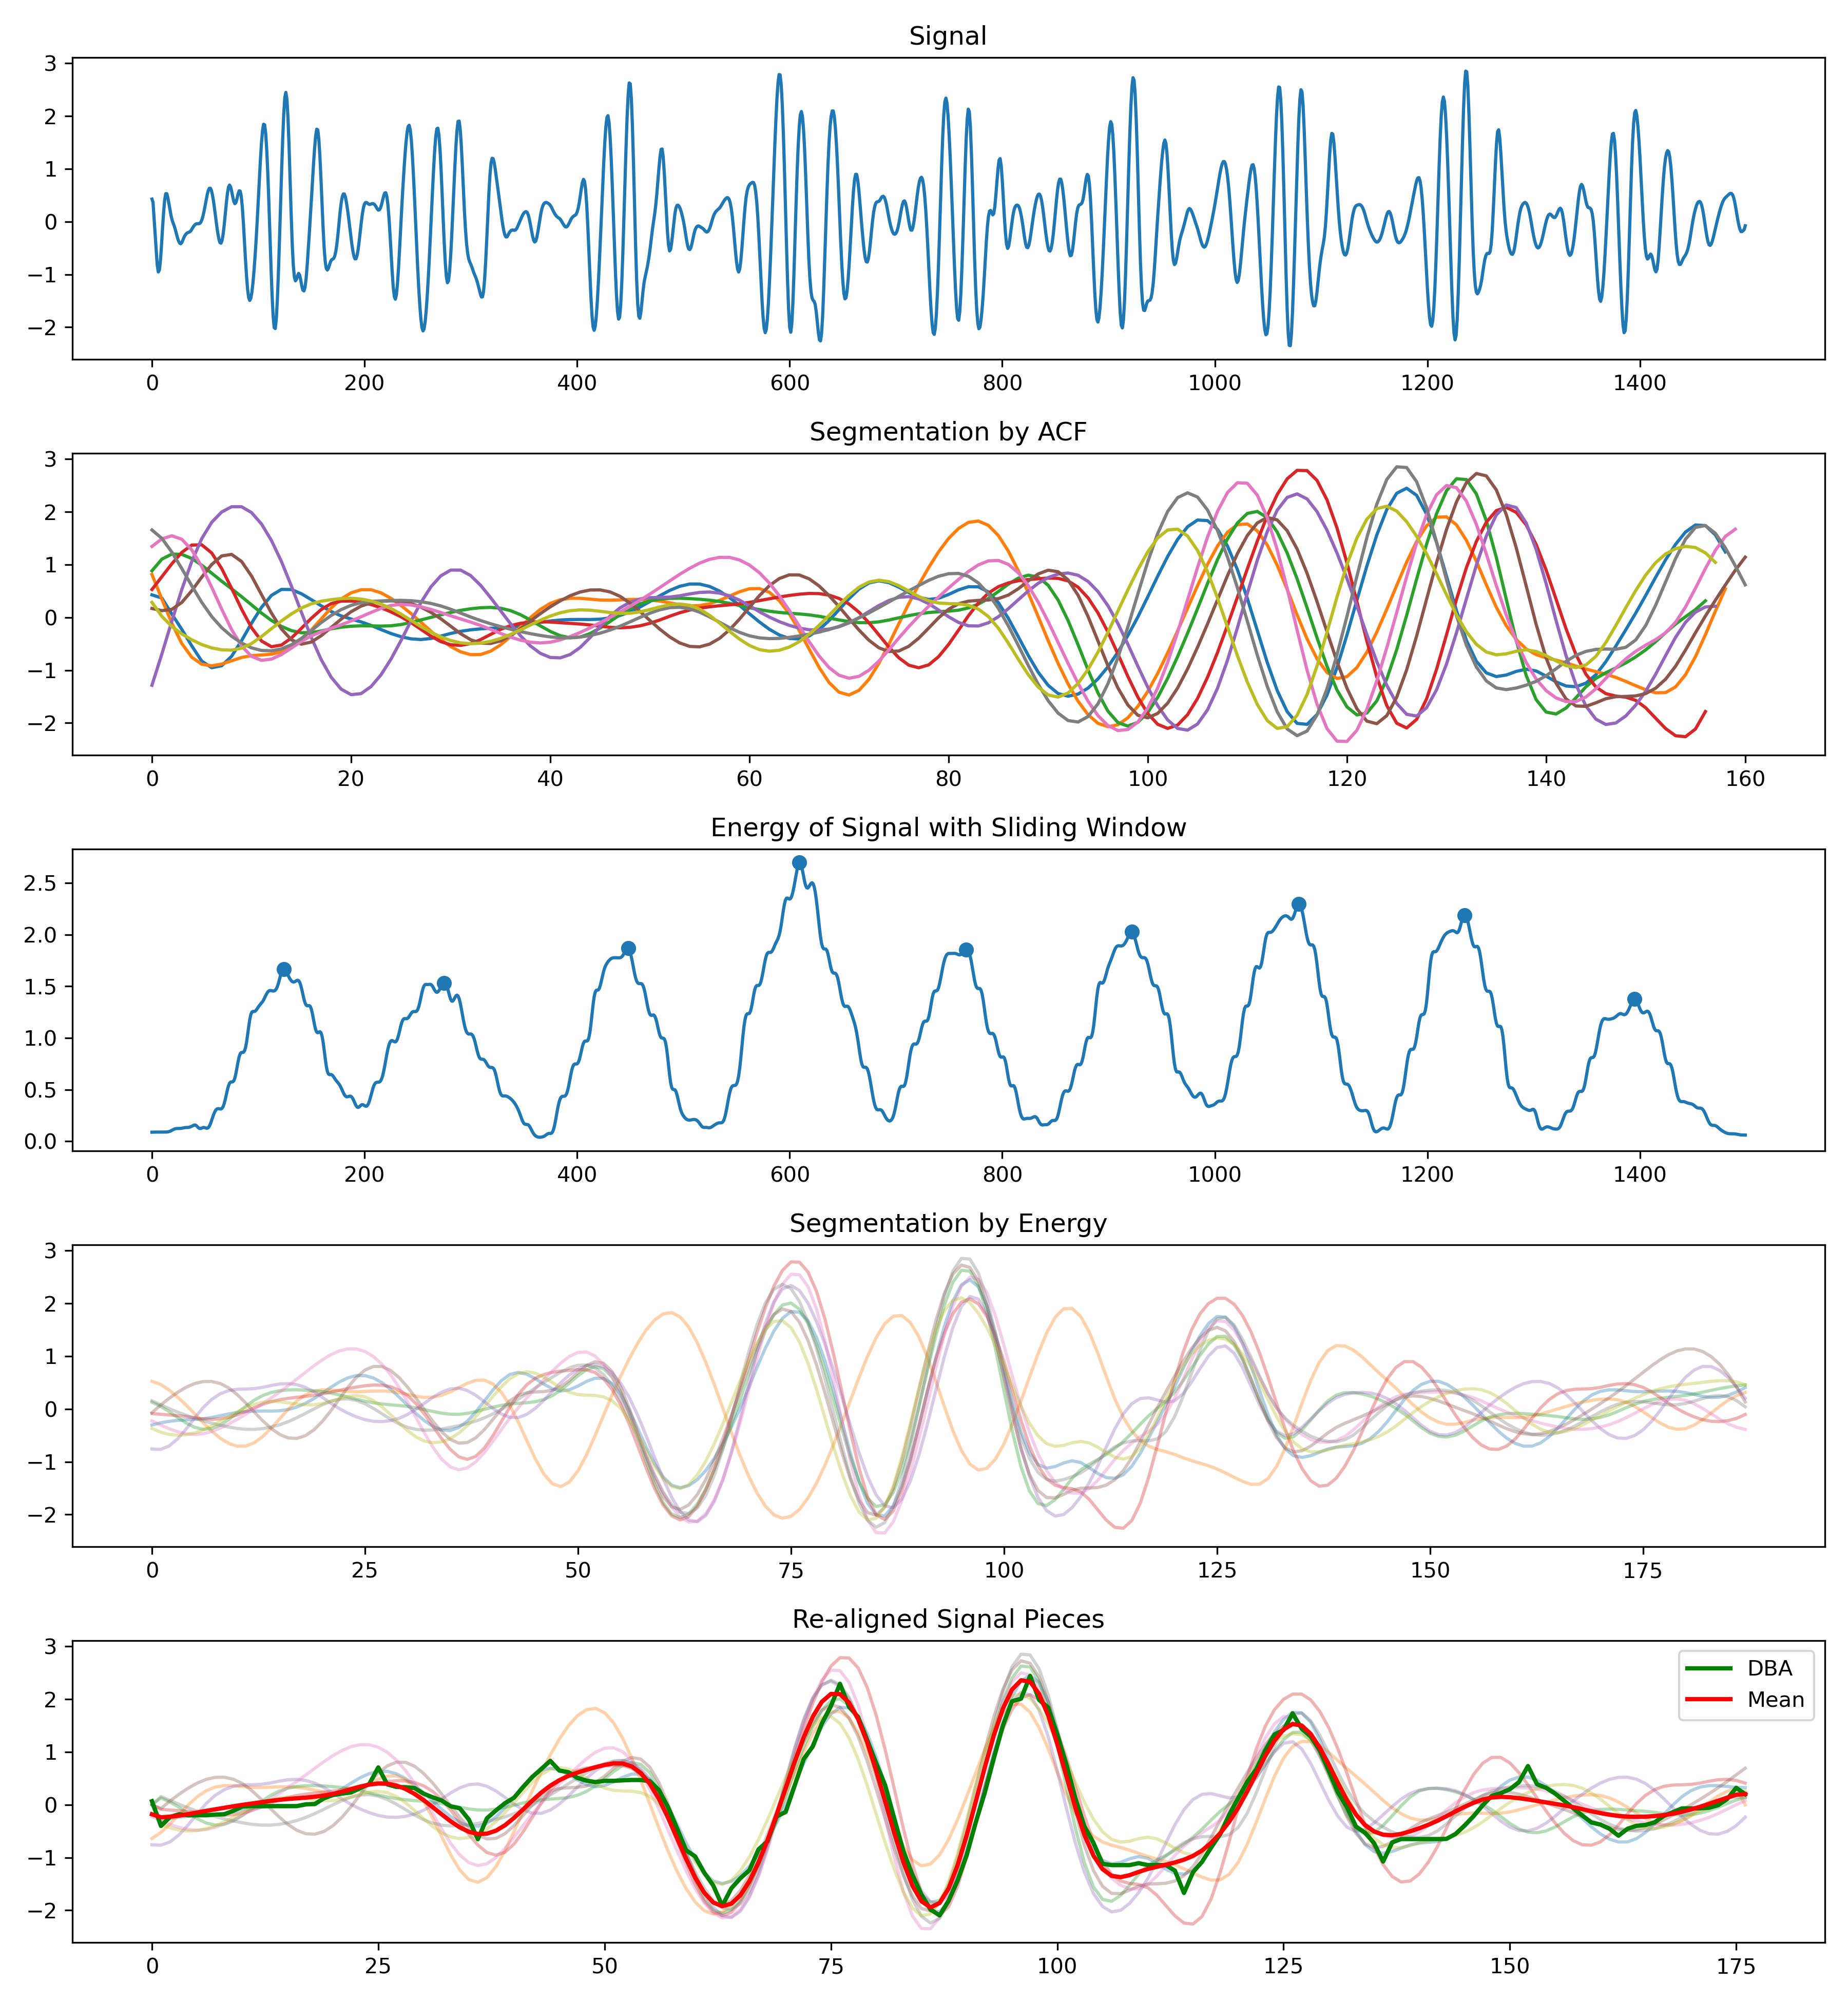 Signal
3
2
1
0
−1
−2
0 200 400 600 800 1000 1200 1400
Segmentation by ACF
3
2
1
0
−1
−2
0 20 40 60 80 100 120 140 160
Energy of Signal with Sliding Window
2.5
2.0
1.5
1.0
0.5
0.0
0 200 400 600 800 1000 1200 1400
Segmentation by Energy
3
2
1
0
−1
−2
0 25 50 75 100 125 150 175
Re-aligned Signal Pieces
3
2
1
0
−1
−2
DBA
Mean
0 25 50 75 100 125 150 175